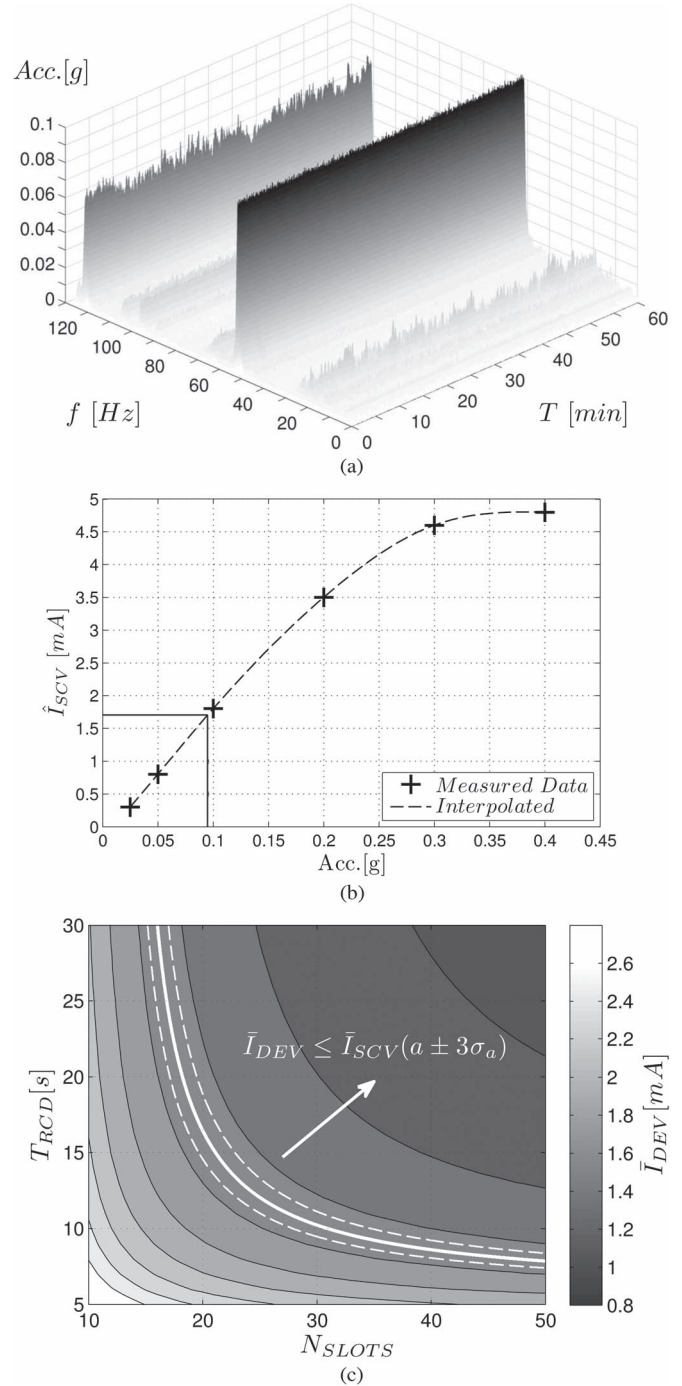 Acc.[g]
0.1
0.08
0.06
0.04
0.02
0
120
100
80
60
40
20
0
0
10
20
30
40
50
60
f [Hz]
T [min]
(a)
5
4.5
4
3.5
3
2.5
2
1.5
1
0.5
0
Î_SCV [mA]
Measured Data
Interpolated
0 0.05 0.1 0.15 0.2 0.25 0.3 0.35 0.4 0.45
Acc.[g]
(b)
30
25
20
15
10
5
T_RCD[s]
Ī_DEV ≤ Ī_SCV(a ± 3σ_a)
10 20 30 40 50
N_SLOTS
2.6
2.4
2.2
2
1.8
1.6
1.4
1.2
1
0.8
Ī_DEV[mA]
(c)